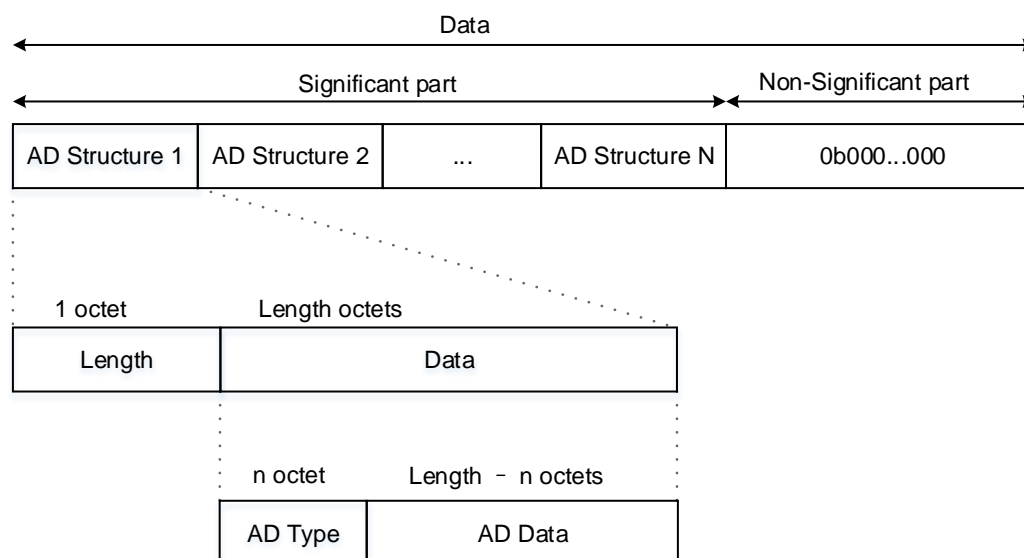 Data
Significant part
Non-Significant part
AD Structure 1
AD Structure 2
...
AD Structure N
0b000...000
1 octet
Length octets
Length
Data
n octet
Length - n octets
AD Type
AD Data